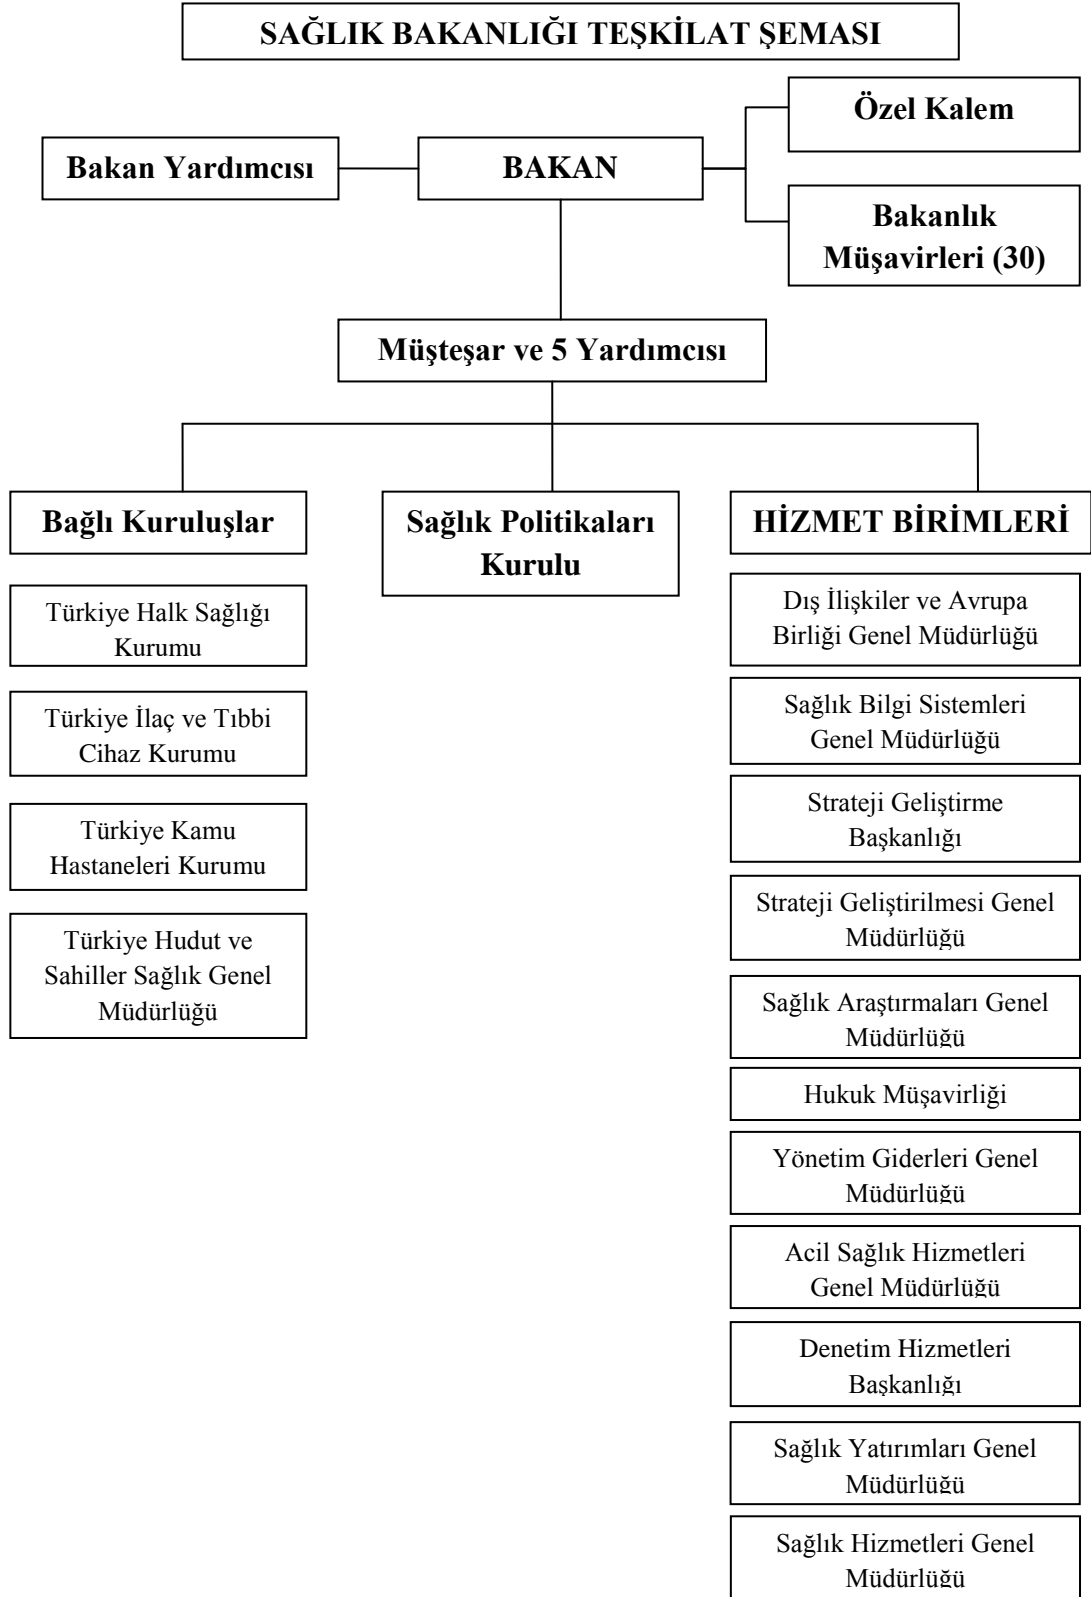 SAĞLIK BAKANLIĞI TEŞKİLAT ŞEMASI
Özel Kalem
Bakan Yardımcısı
BAKAN
Bakanlık
Müşavirleri (30)
Müşteşar ve 5 Yardımcısı
Bağlı Kuruluşlar
Türkiye Halk Sağlığı
Kurumu
Türkiye İlaç ve Tıbbi
Cihaz Kurumu
Türkiye Kamu
Hastaneleri Kurumu
Türkiye Hudut ve
Sahiller Sağlık Genel
Müdürlüğü
Sağlık Politikaları
Kurulu
HİZMET BİRİMLERİ
Dış İlişkiler ve Avrupa
Birliği Genel Müdürlüğü
Sağlık Bilgi Sistemleri
Genel Müdürlüğü
Strateji Geliştirme
Başkanlığı
Strateji Geliştirilmesi Genel
Müdürlüğü
Sağlık Araştırmaları Genel
Müdürlüğü
Hukuk Müşavirliği
Yönetim Giderleri Genel
Müdürlüğü
Acil Sağlık Hizmetleri
Genel Müdürlüğü
Denetim Hizmetleri
Başkanlığı
Sağlık Yatırımları Genel
Müdürlüğü
Sağlık Hizmetleri Genel
Müdürlüğü